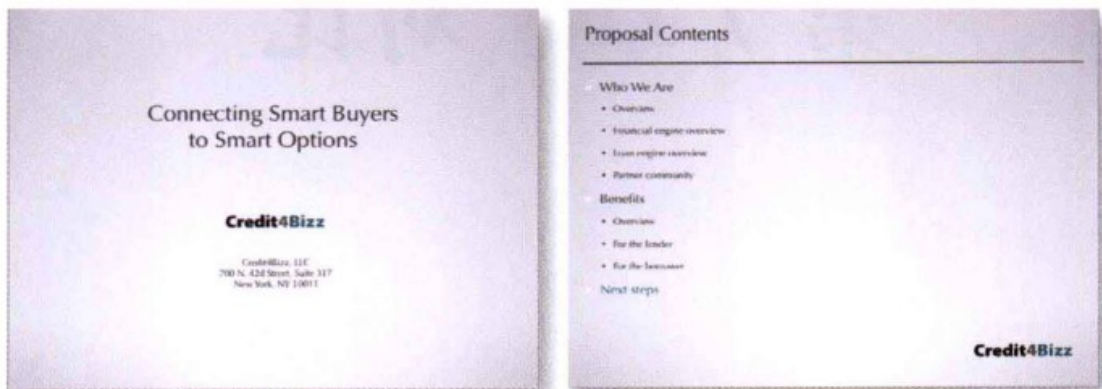 Connecting Smart Buyers
to Smart Options
Credit4Bizz
Credit4Bizz, LLC
700 N. 42d Street, Suite 317
New York, NY 10011
Proposal Contents
Who We Are
• Overview
• Financial engine overview
• Loan engine overview
• Partner community
Benefits
• Overview
• For the lender
• For the borrower
Next steps
Credit4Bizz